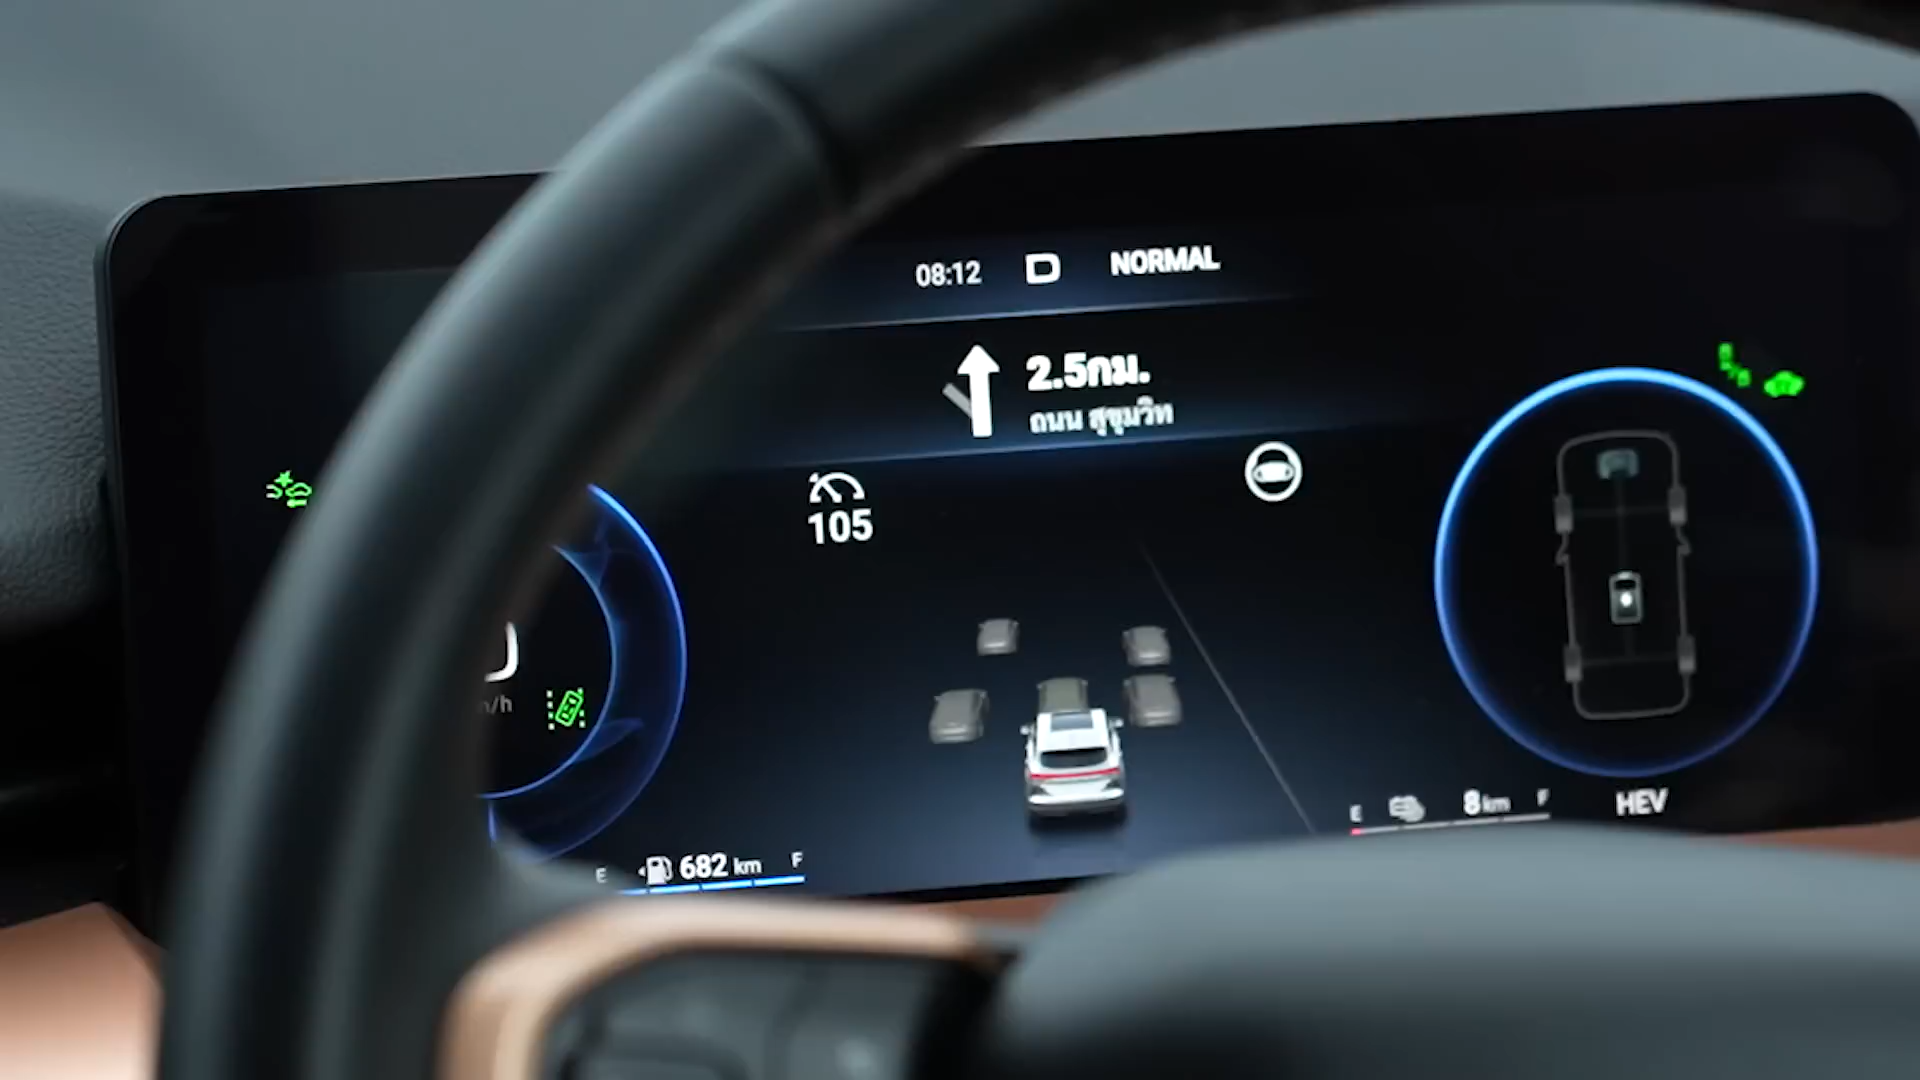 08:12 D NORMAL
2.5กม.
ถนน สุขุมวิท
105
E 682 km F
E 8 km F
HEV